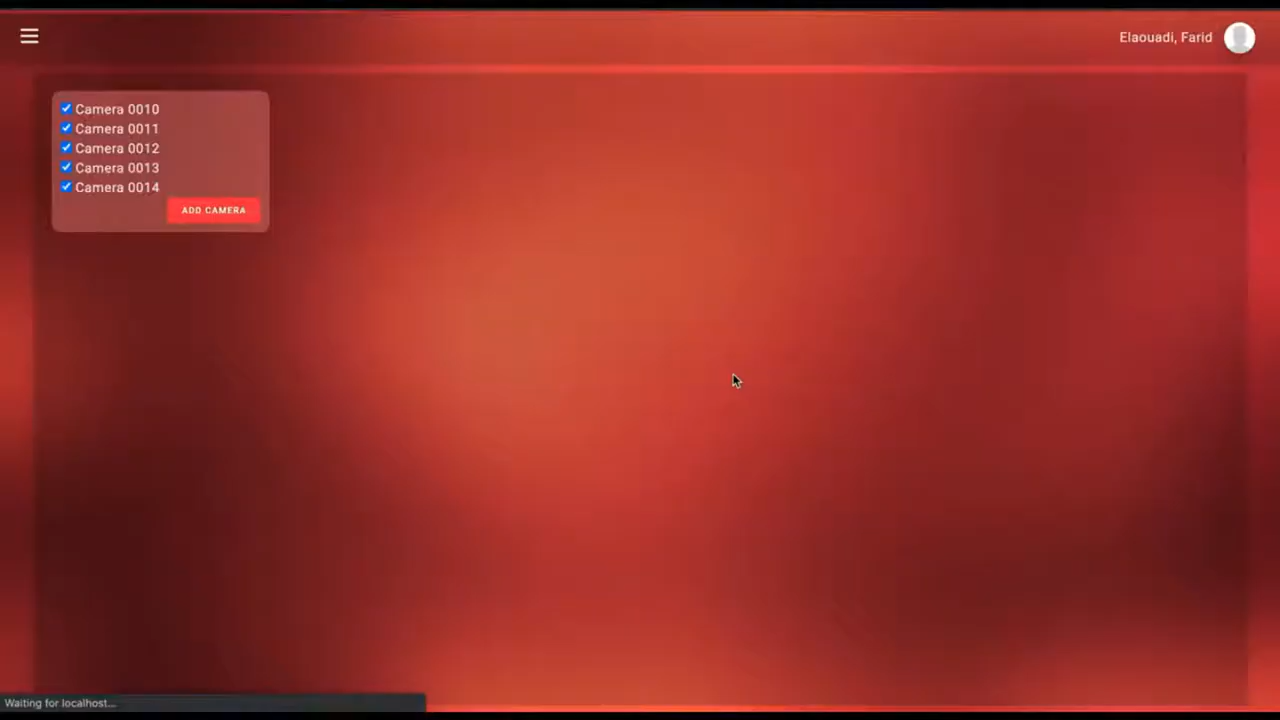 Elaouadi, Farid
Camera 0010
Camera 0011
Camera 0012
Camera 0013
Camera 0014
ADD CAMERA
Waiting for localhost...